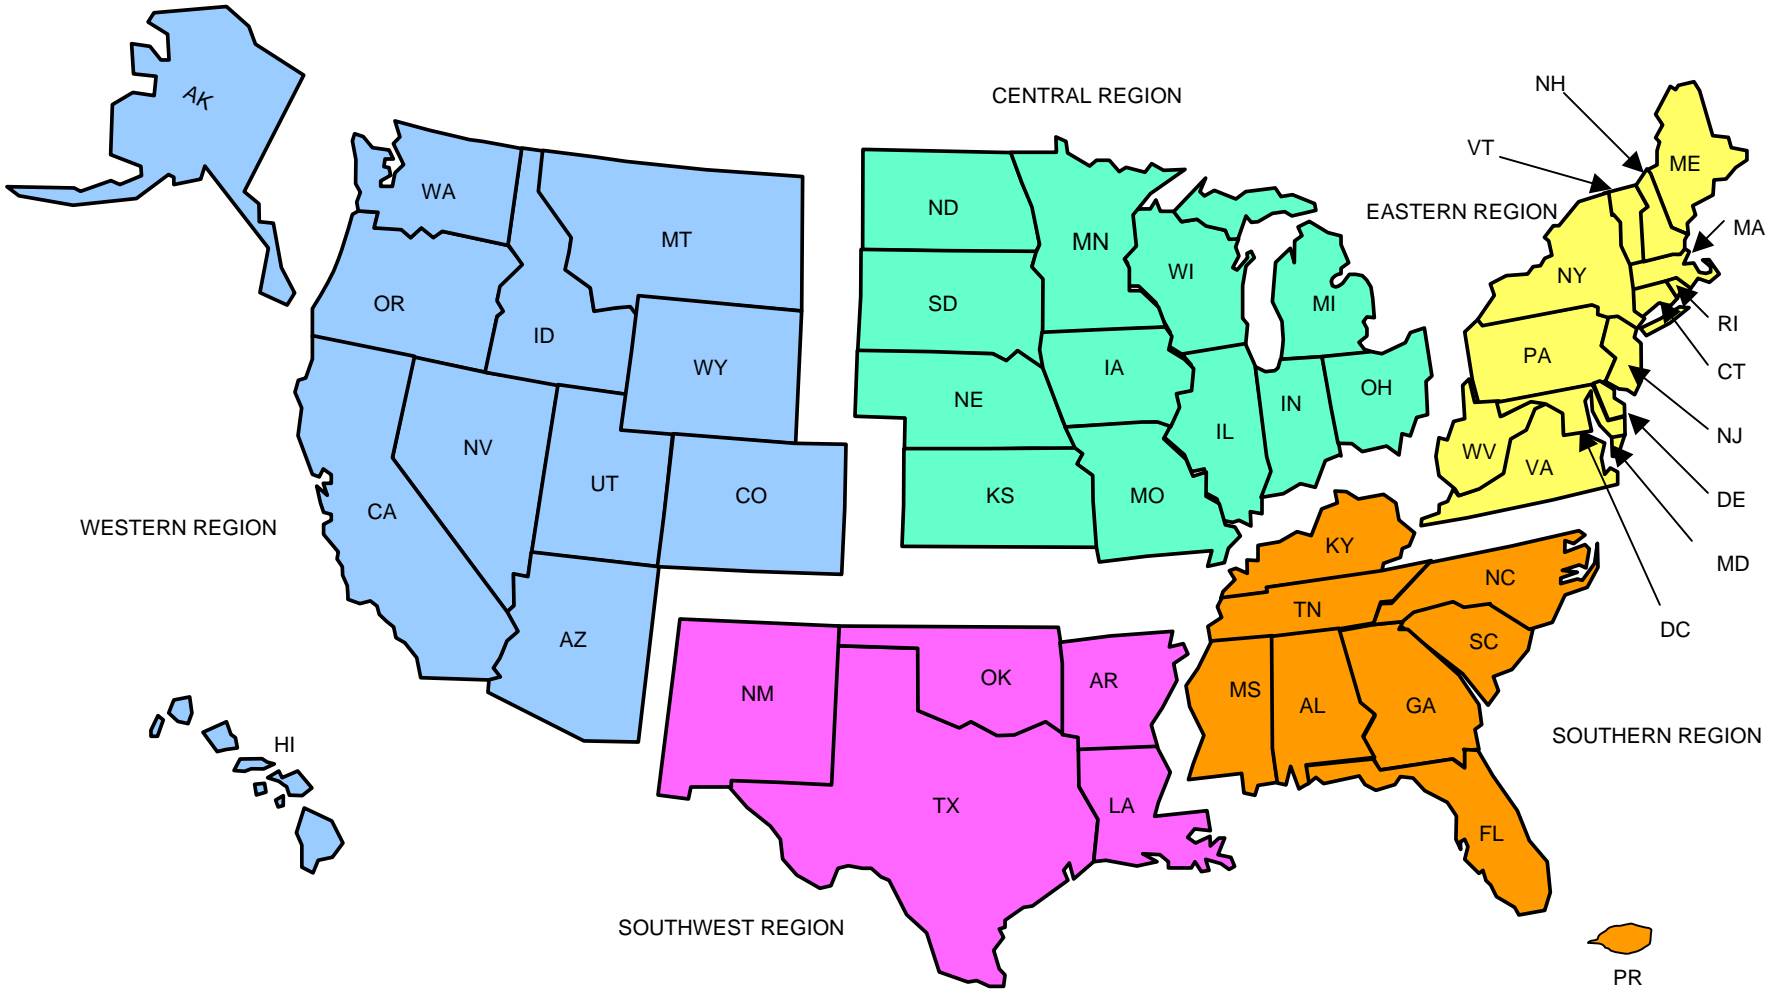 AK
CENTRAL REGION
NH
VT
ME
WA
ND
EASTERN REGION
MA
MT
MN
WI
NY
OR
SD
MI
RI
ID
PA
CT
WY
IA
NE
OH
IN
NJ
NV
IL
WV
VA
UT
CO
KS
MO
DE
CA
WESTERN REGION
KY
MD
NC
TN
DC
AZ
SC
NM
OK
AR
MS
AL
GA
SOUTHERN REGION
HI
TX
LA
FL
SOUTHWEST REGION
PR